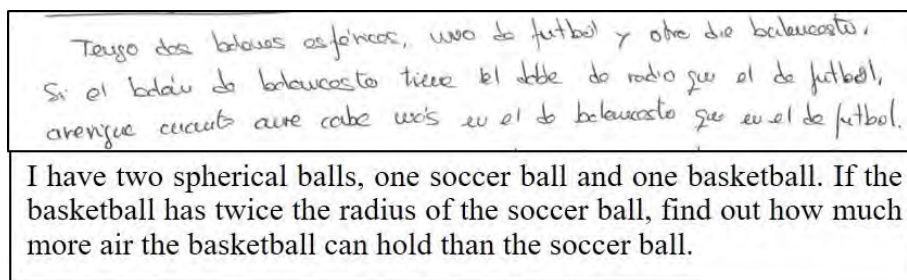 Tengo dos balones esféricos, uno de futbol y otro de baloncesto.
Si el balón de baloncesto tiene el doble de radio que el de futbol,
averigue cuanto aire cabe más en el de baloncesto que en el de futbol.
I have two spherical balls, one soccer ball and one basketball. If the
basketball has twice the radius of the soccer ball, find out how much
more air the basketball can hold than the soccer ball.